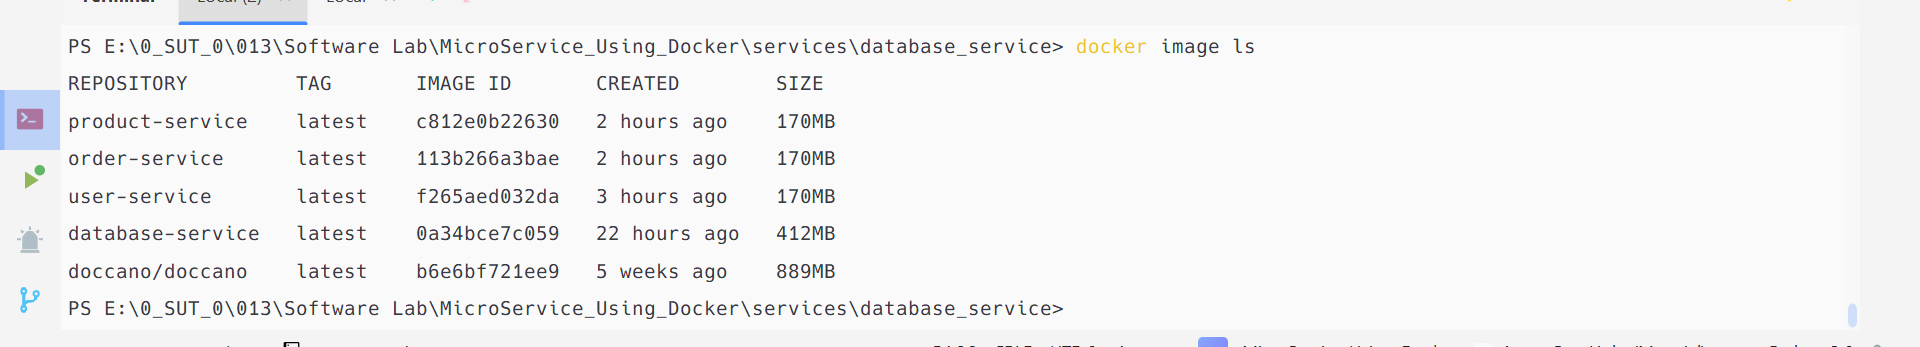 PS E:\0_SUT_0\013\Software Lab\MicroService_Using_Docker\services\database_service> docker image ls
REPOSITORY TAG IMAGE ID CREATED SIZE
product-service latest c812e0b22630 2 hours ago 170MB
order-service latest 113b266a3bae 2 hours ago 170MB
user-service latest f265aed032da 3 hours ago 170MB
database-service latest 0a34bce7c059 22 hours ago 412MB
doccano/doccano latest b6e6bf721ee9 5 weeks ago 889MB
PS E:\0_SUT_0\013\Software Lab\MicroService_Using_Docker\services\database_service>